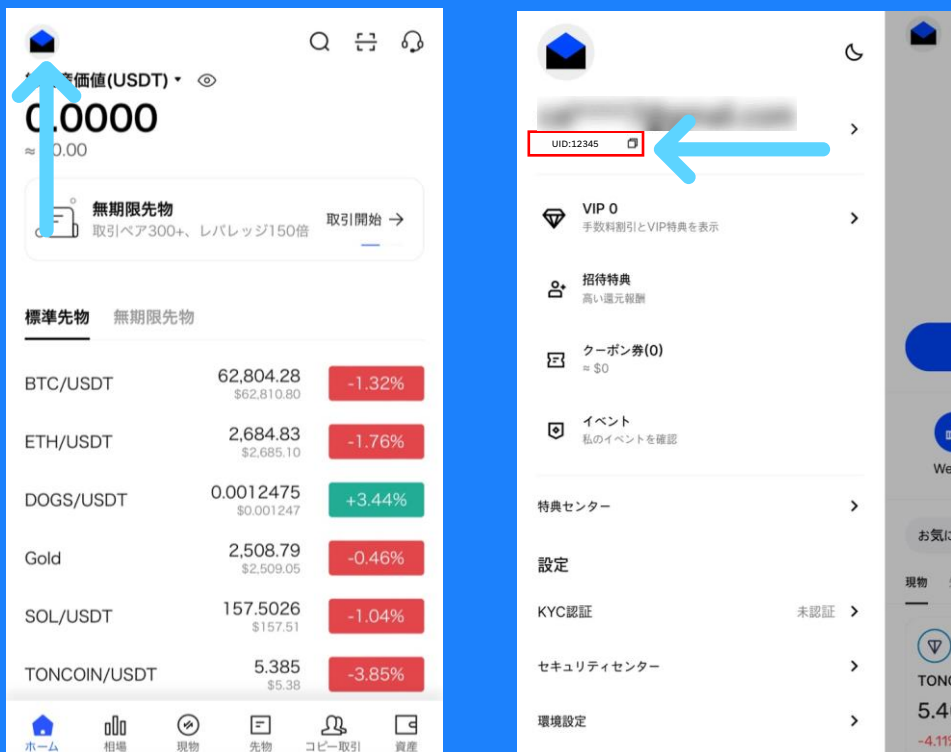 価値(USDT)
0.0000
≈
無期限先物
取引ペア300+、レバレッジ150倍
取引開始 →
標準先物 無期限先物
BTC/USDT 62,804.28 -1.32%
$62,810.80
ETH/USDT 2,684.83 -1.76%
$2,685.10
DOGS/USDT 0.0012475 +3.44%
$0.001247
Gold 2,508.79 -0.46%
$2,509.05
SOL/USDT 157.5026 -1.04%
$157.51
TONCOIN/USDT 5.385 -3.85%
$5.38
ホーム 相場 現物 先物 コピー取引 資産
UID:12345
VIP 0
手数料割引とVIP特典を表示
招待特典
高い還元報酬
クーポン券(0)
≈ $0
イベント
私のイベントを確認
特典センター
設定
KYC認証 未認証
セキュリティセンター
環境設定
We
お気に
現物
TONC
5.4
-4.11